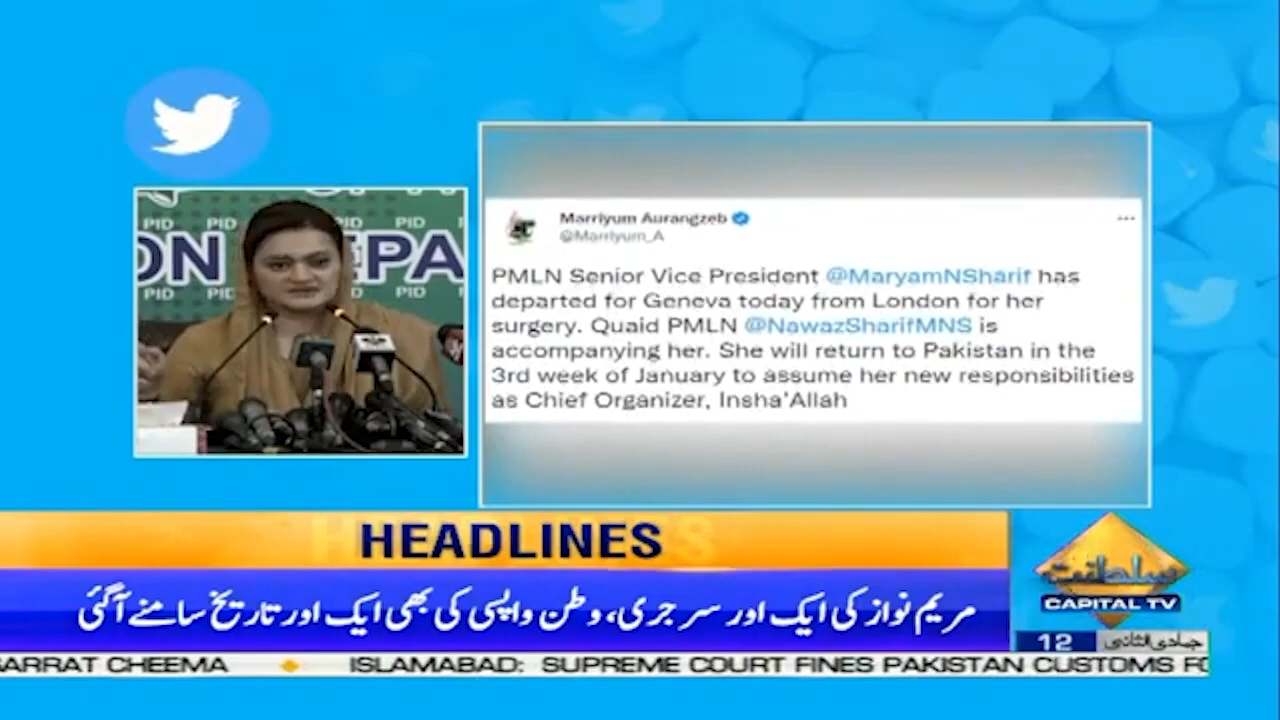 PID PID PID PID
ON EPA
PID PID PID
Marriyum Aurangzeb
@Marriyum_A
PMLN Senior Vice President @MaryamNSharif has
departed for Geneva today from London for her
surgery. Quaid PMLN @NawazSharifMNS is
accompanying her. She will return to Pakistan in the
3rd week of January to assume her new responsibilities
as Chief Organizer, Insha'Allah
HEADLINES
مریم نواز کی ایک اور سرجری، وطن واپسی کی بھی ایک اور تاریخ سامنے آگئی
CAPITAL TV
12 جمادی الثانی
ARRAT CHEEMA ISLAMABAD: SUPREME COURT FINES PAKISTAN CUSTOMS